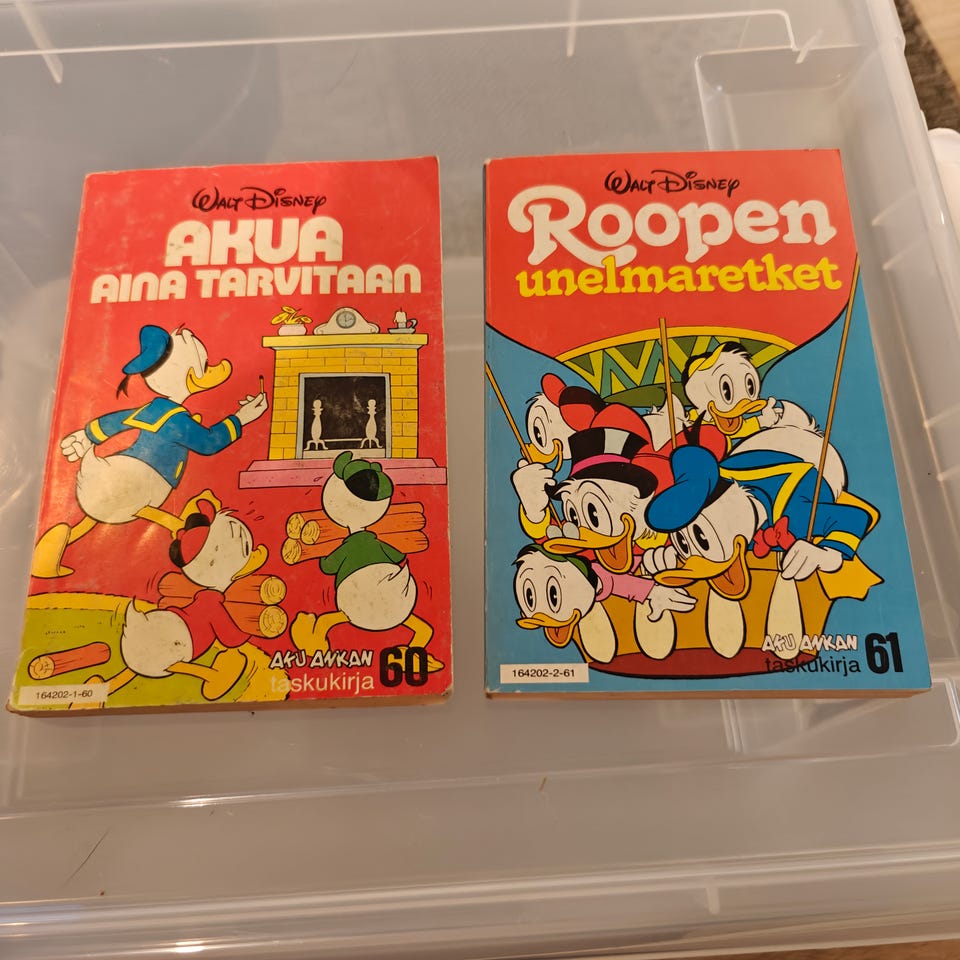 WALT DISNEY
AKUA
AINA TARVITAAN
AKU ANKAN
taskukirja 60
164202-1-60
WALT DISNEY
Roopen
unelmaretket
AKU ANKAN
taskukirja 61
164202-2-61